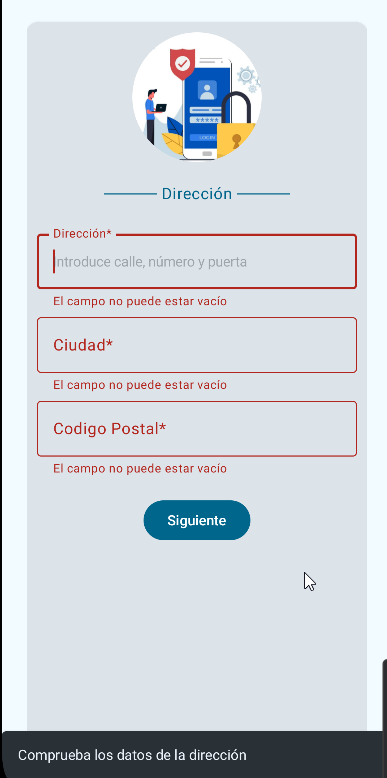 Dirección
Dirección*
Introduce calle, número y puerta
El campo no puede estar vacío
Ciudad*
El campo no puede estar vacío
Codigo Postal*
El campo no puede estar vacío
Siguiente
Comprueba los datos de la dirección